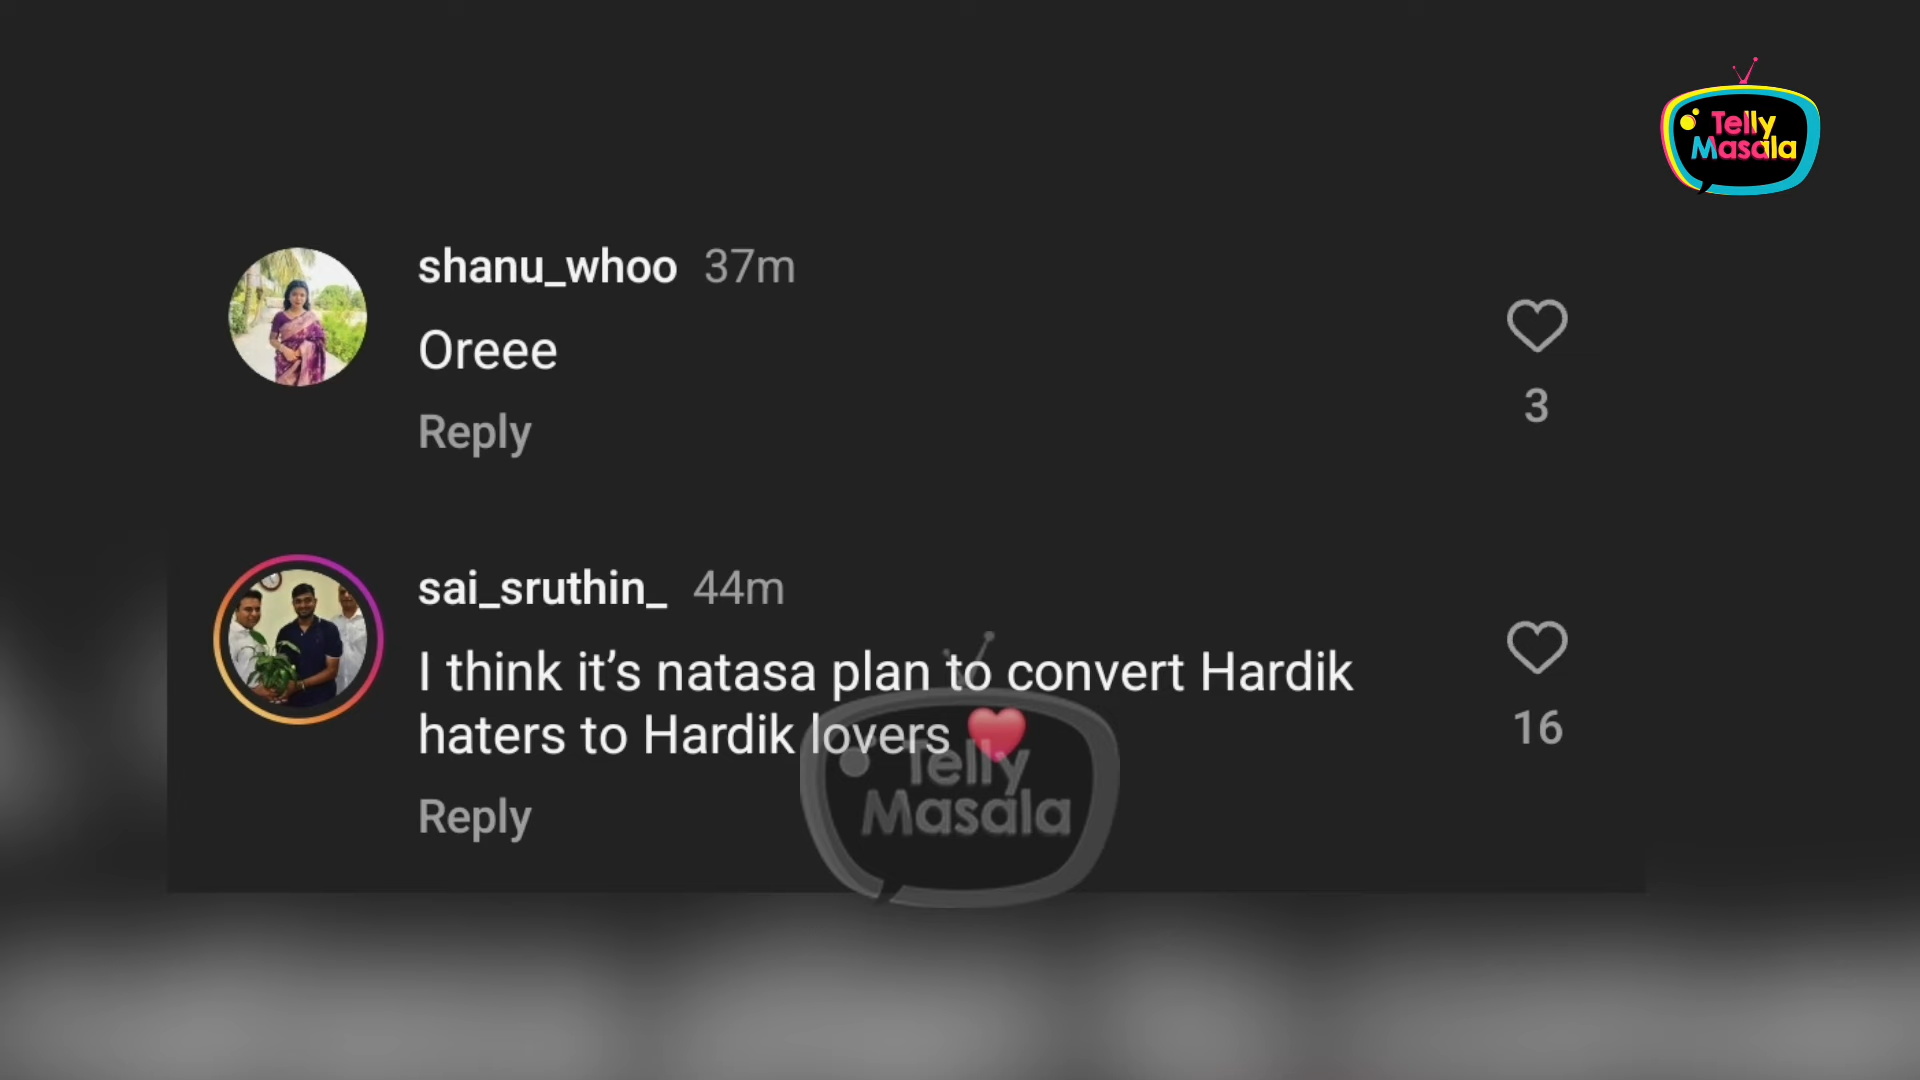 Telly
Masala
shanu_whoo 37m
Oreee
3
Reply
sai_sruthin_ 44m
I think it’s natasa plan to convert Hardik
haters to Hardik lovers ❤️
16
Reply
Telly
Masala